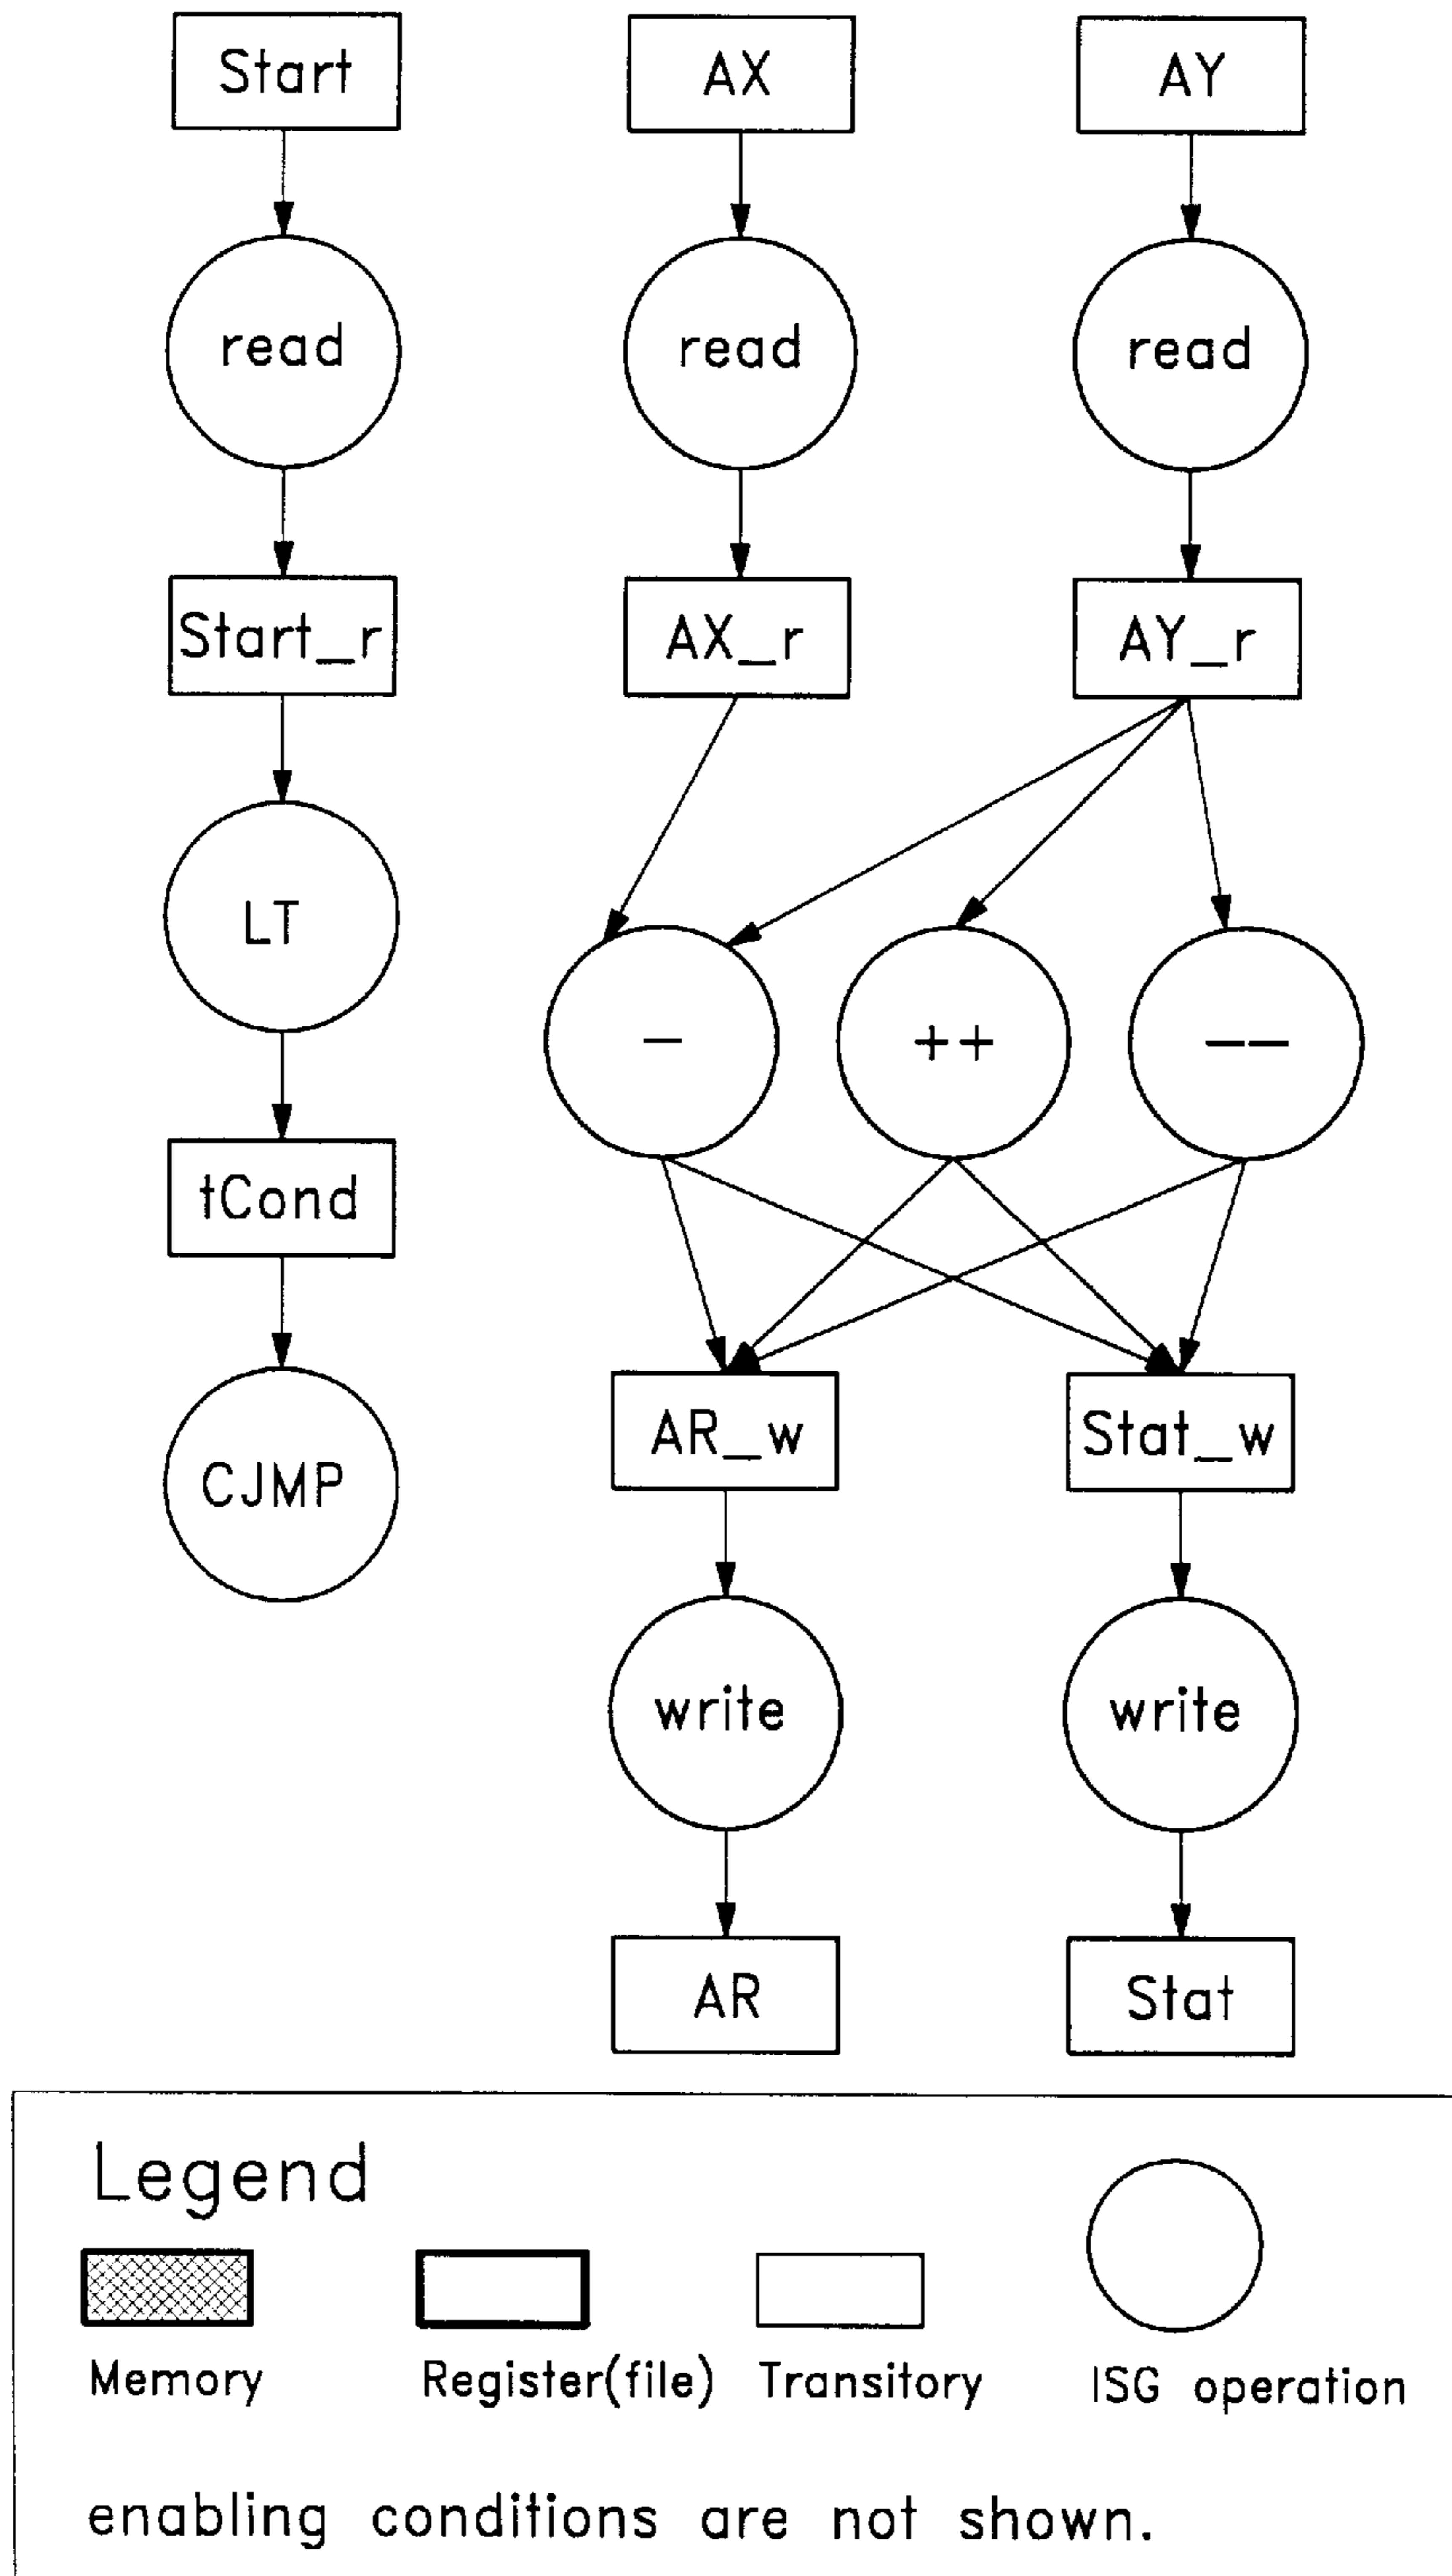 Start AX AY
read read read
Start_r AX_r AY_r
LT
- ++ --
tCond
AR_w Stat_w
CJMP
write write
AR Stat
Legend
Memory Register(file) Transitory ISG operation
enabling conditions are not shown.